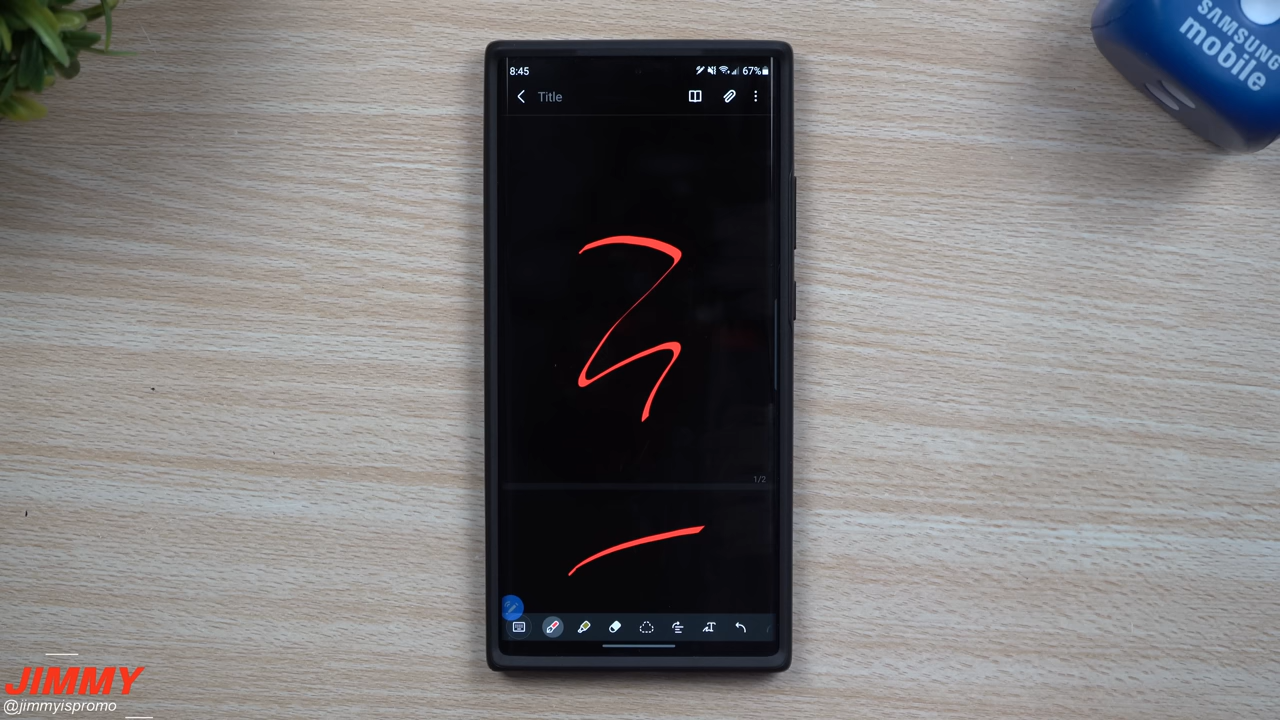 SAMSUNG
mobile
8:45
67%
Title
1/2
JIMMY
@jimmyispromo